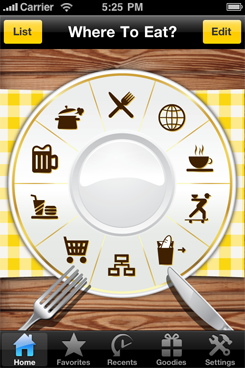 Carrier 5:25 PM
List Where To Eat? Edit
Home Favorites Recents Goodies Settings